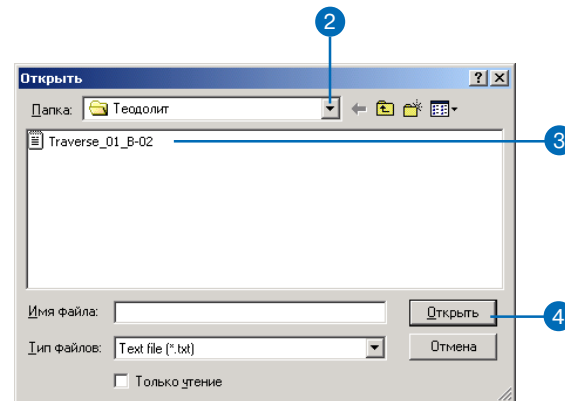 2
Открыть
Папка: Теодолит
Traverse_01_B-02
3
Имя файла: Открыть
4
Тип файлов: Text file (*.txt) Отмена
Только чтение